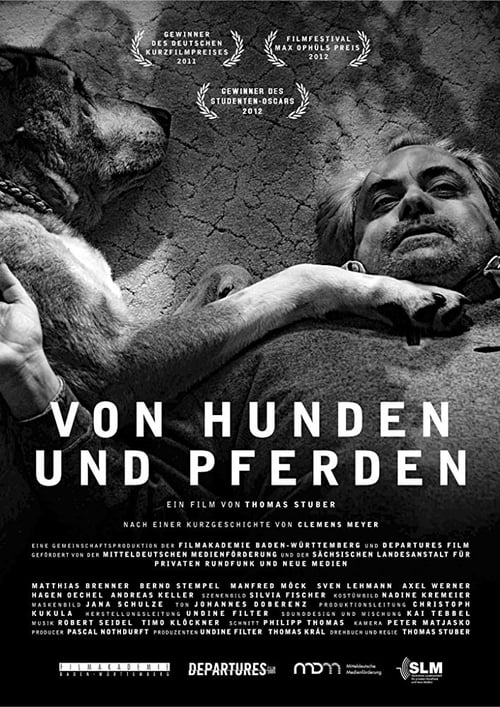 GEWINNER
DES DEUTSCHEN
KURZFILMPREISES
2011
FILMFESTIVAL
MAX OPHÜLS PREIS
2012
GEWINNER DES
STUDENTEN-OSCARS
2012
VON HUNDEN
UND PFERDEN
EIN FILM VON THOMAS STUBER
NACH EINER KURZGESCHICHTE VON CLEMENS MEYER
EINE GEMEINSCHAFTSPRODUKTION DER FILMAKADEMIE BADEN-WÜRTTEMBERG UND DEPARTURES FILM
GEFÖRDERT VON DER MITTELDEUTSCHEN MEDIENFÖRDERUNG UND DER SÄCHSISCHEN LANDESANSTALT FÜR
PRIVATEN RUNDFUNK UND NEUE MEDIEN
MATTHIAS BRENNER BERND STEMPEL MANFRED MÖCK SVEN LEHMANN AXEL WERNER
HAGEN OECHEL ANDREAS KELLER SZENENBILD SILVIA FISCHER KOSTÜMBILD NADINE KREMEIER
MASKENBILD JANA SCHULZE TON JOHANNES DOBERENZ PRODUKTIONSLEITUNG CHRISTOPH
KUKULA HERSTELLUNGSLEITUNG UNDINE FILTER SOUNDDESIGN UND MISCHUNG KAI TEBBEL
MUSIK ROBERT SEIDEL TIMO KLÖCKNER SCHNITT PHILIPP THOMAS KAMERA PETER MATJASKO
PRODUCER PASCAL NOTHDURFT PRODUZENTEN UNDINE FILTER THOMAS KRÁL DREHBUCH UND REGIE THOMAS STUBER
FILMAKADEMIE
BADEN-WÜRTTEMBERG
DEPARTURES
mdm
Mitteldeutsche
Medienförderung
SLM